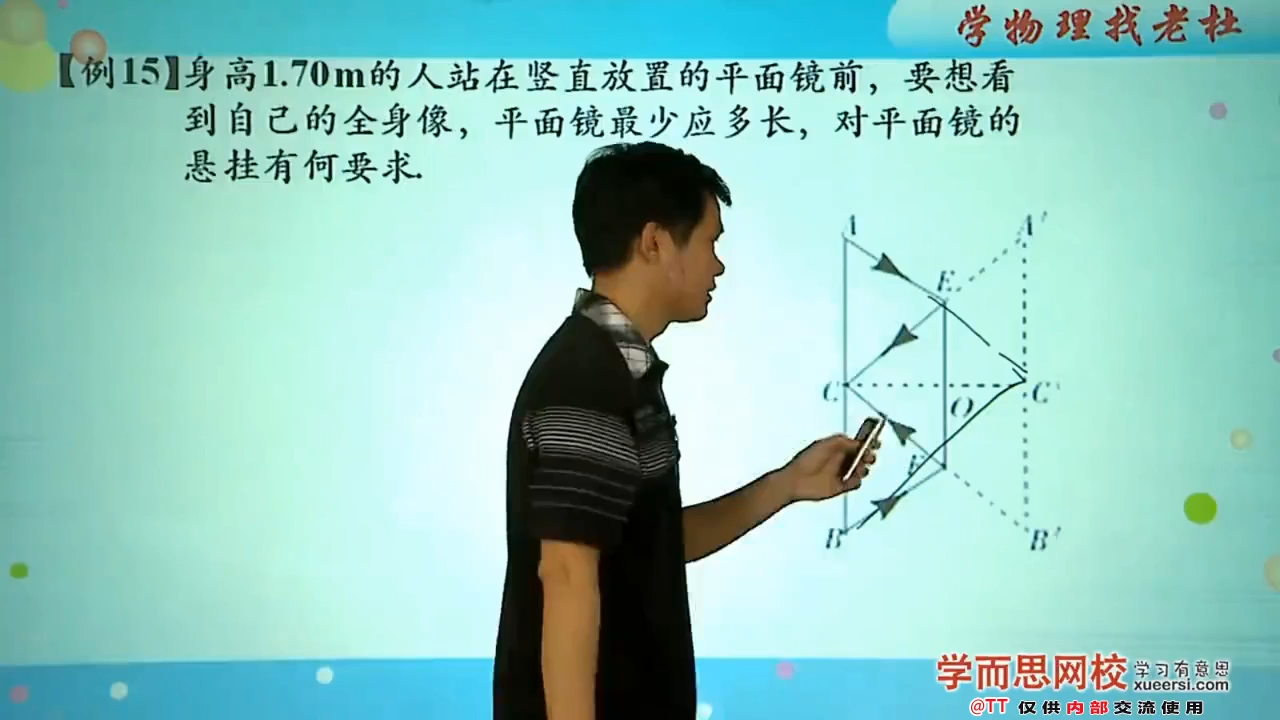 学物理找老杜
【例15】身高1.70m的人站在竖直放置的平面镜前，要想看
到自己的全身像，平面镜最少应多长，对平面镜的
悬挂有何要求.
A A'
E
C O C'
F
B B'
学而思网校 学习有意思
xueersi.com
@TT 仅供内部交流使用